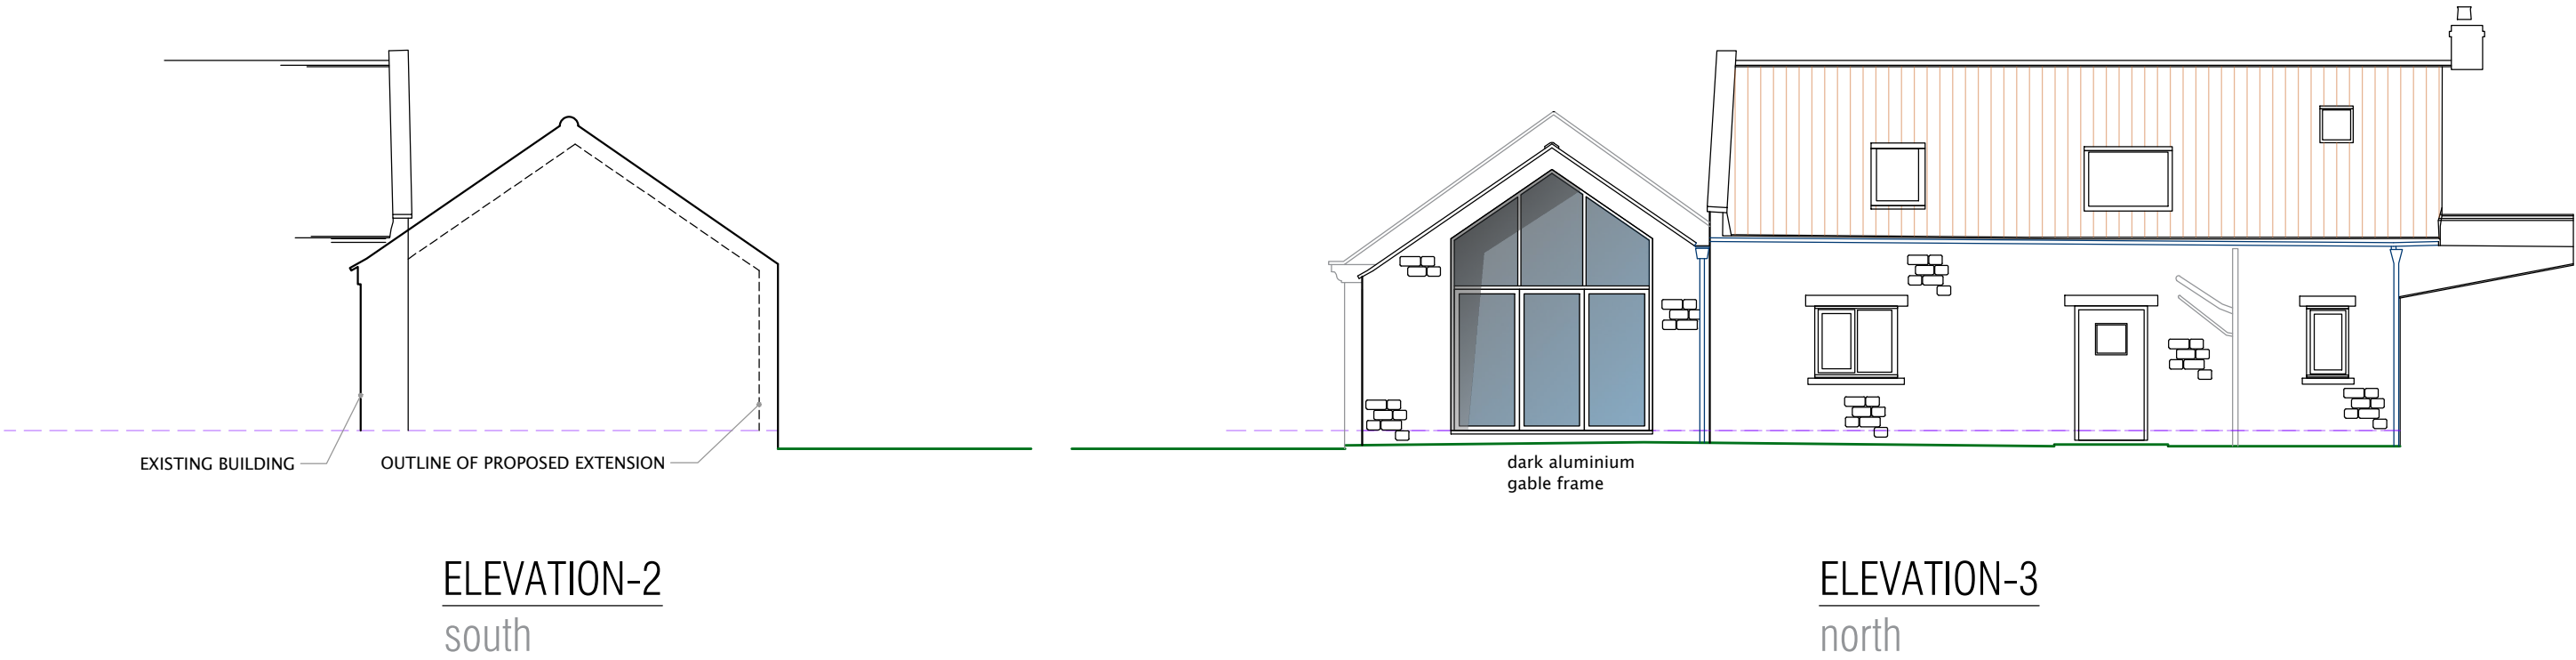 EXISTING BUILDING
OUTLINE OF PROPOSED EXTENSION
ELEVATION-2
south
dark aluminium
gable frame
ELEVATION-3
north